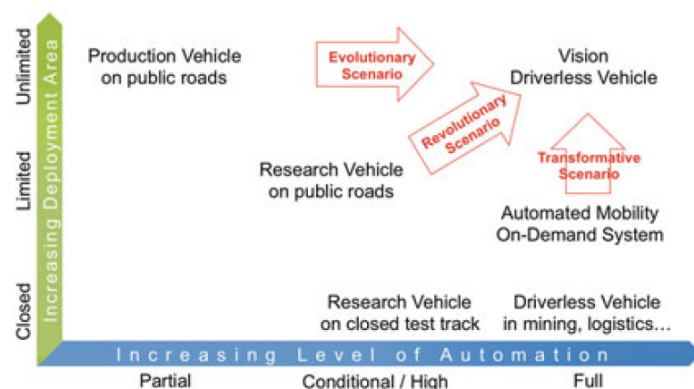 Unlimited
Limited
Closed
Increasing Deployment Area
Production Vehicle
on public roads
Evolutionary
Scenario
Vision
Driverless Vehicle
Revolutionary
Scenario
Research Vehicle
on public roads
Transformative
Scenario
Automated Mobility
On-Demand System
Research Vehicle
on closed test track
Driverless Vehicle
in mining, logistics...
Increasing Level of Automation
Partial
Conditional / High
Full